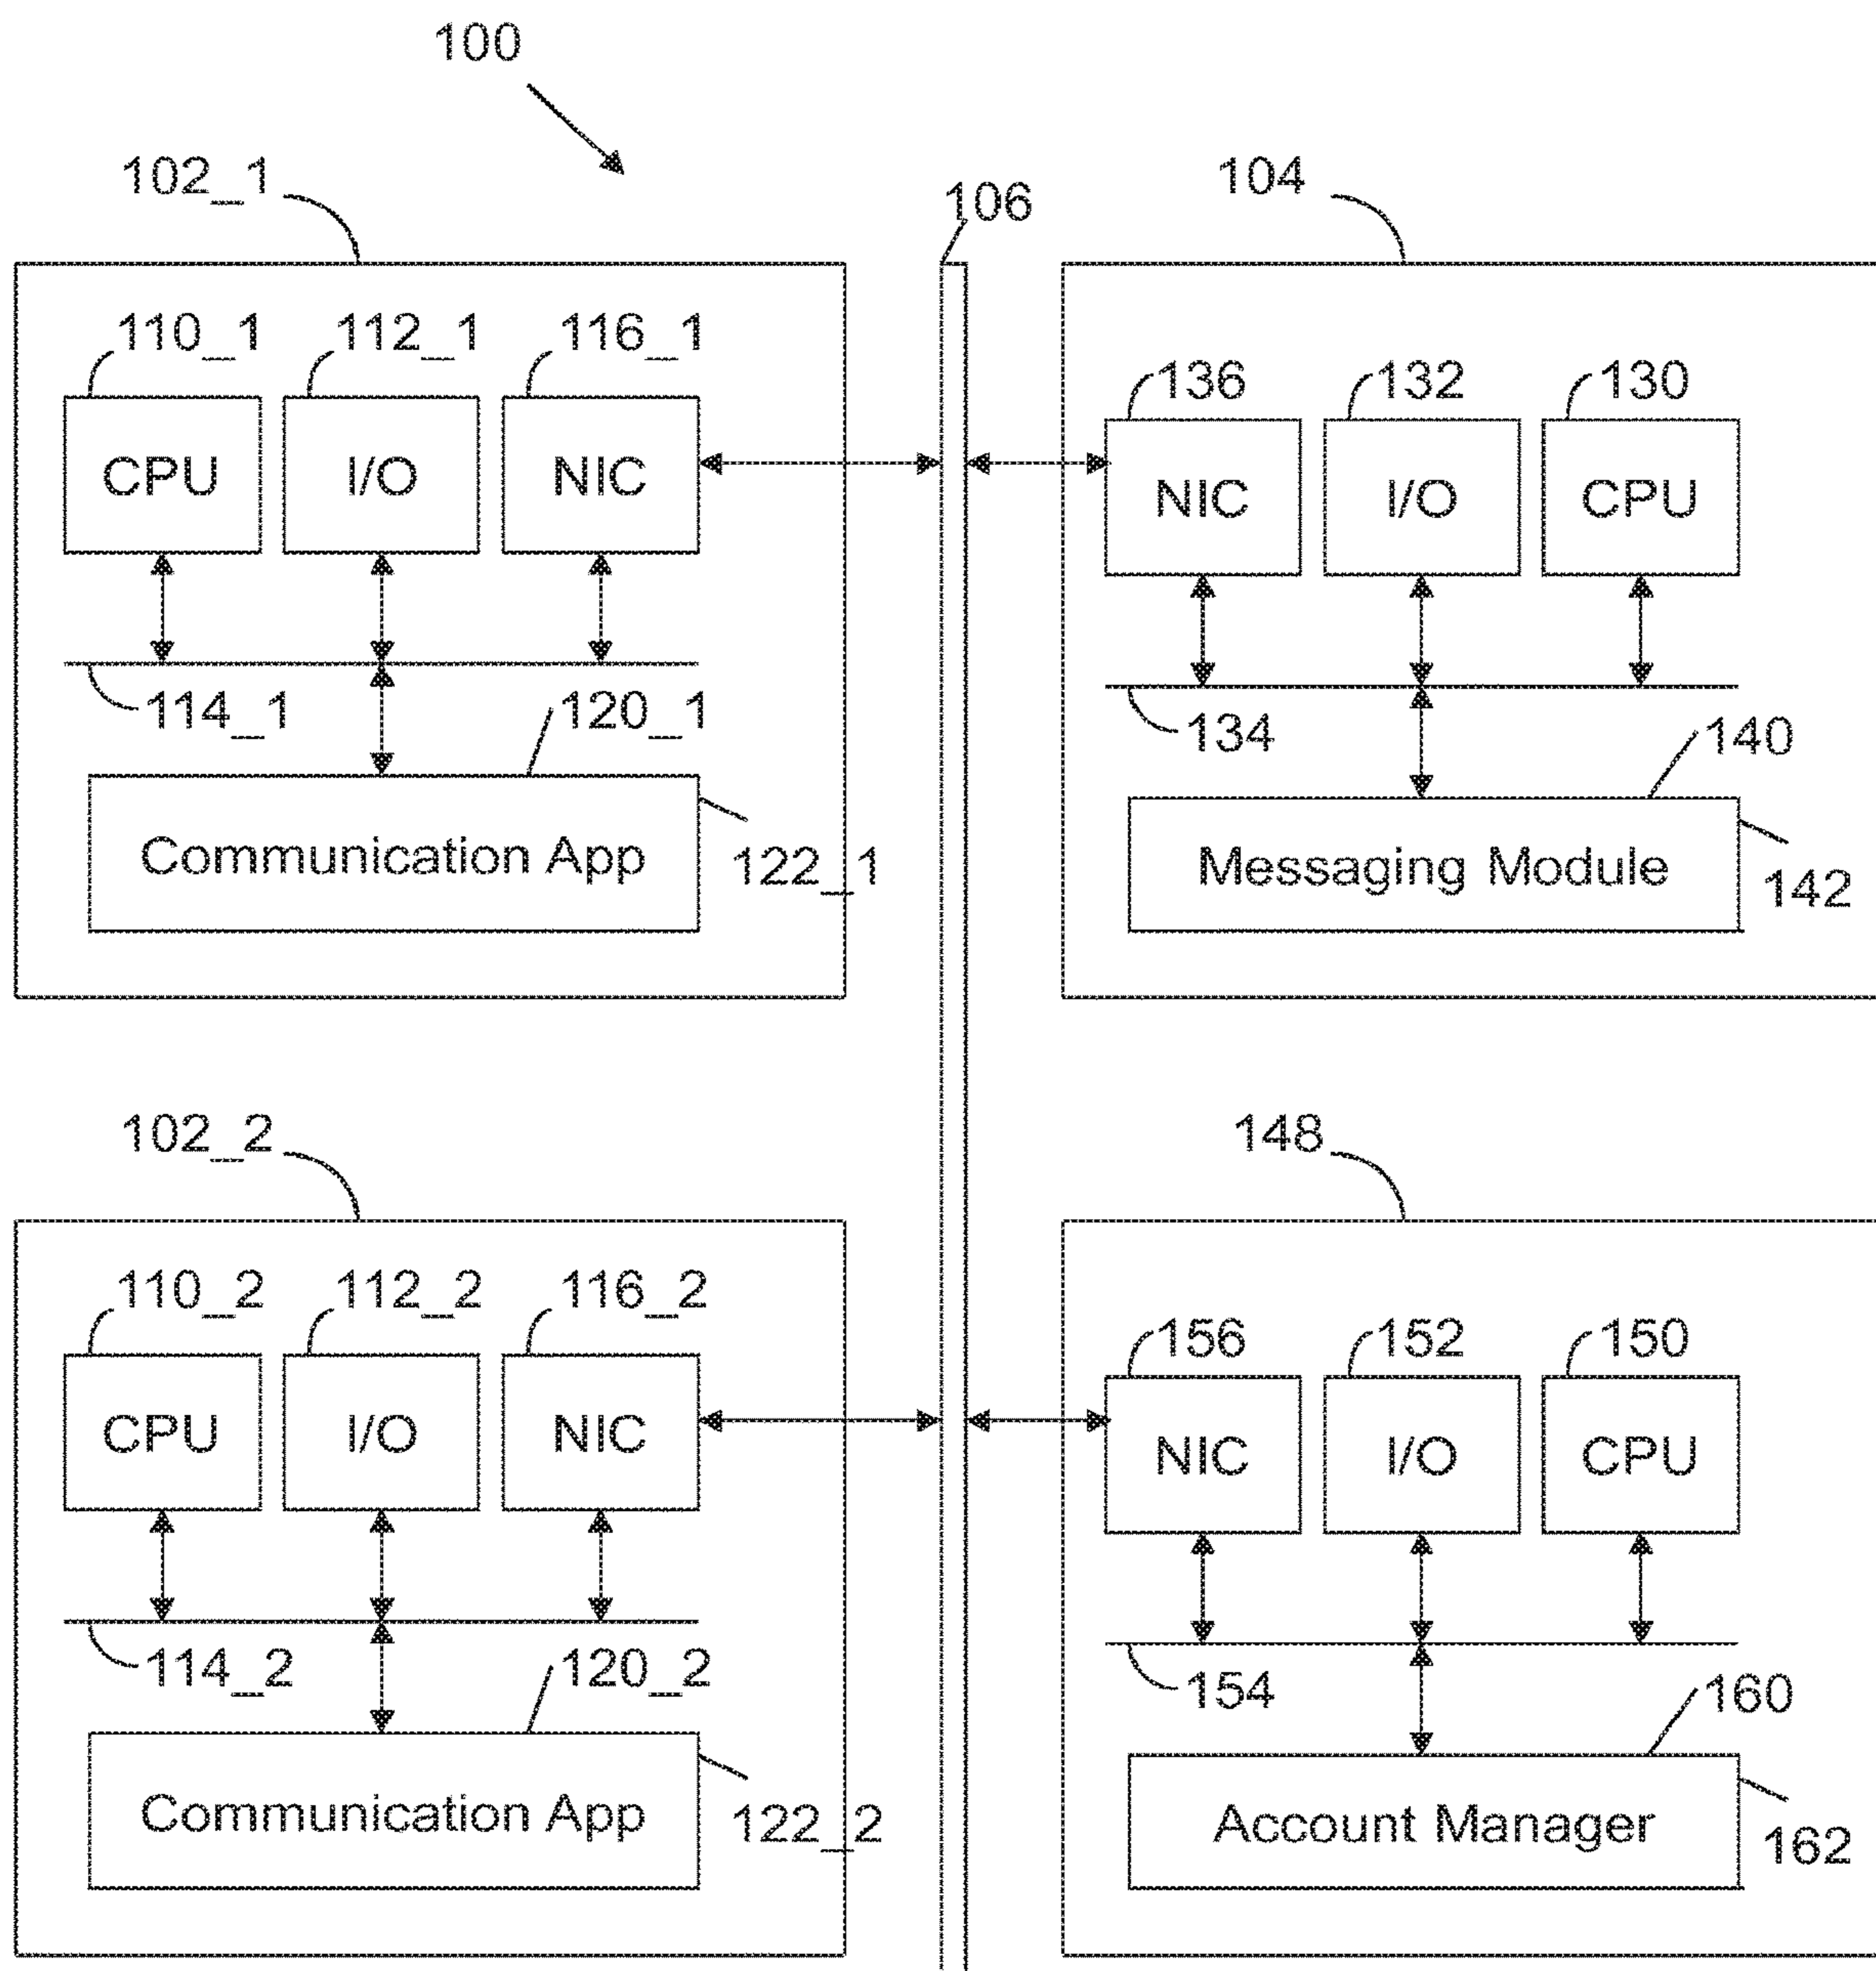 100
102_1
106
104
110_1 112_1 116_1
136 132 130
CPU I/O NIC
NIC I/O CPU
114_1 120_1
134 140
Communication App
122_1
Messaging Module
142
102_2
148
110_2 112_2 116_2
156 152 150
CPU I/O NIC
NIC I/O CPU
114_2 120_2
154 160
Communication App
122_2
Account Manager
162